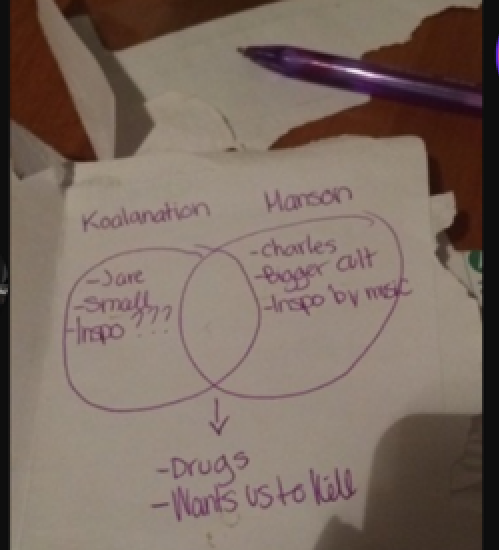 Koalanation
Manson
- Jare
- Small
- Inspo ???
- Charles
- Bigger cult
- Inspo by music
- Drugs
- Wants us to kill